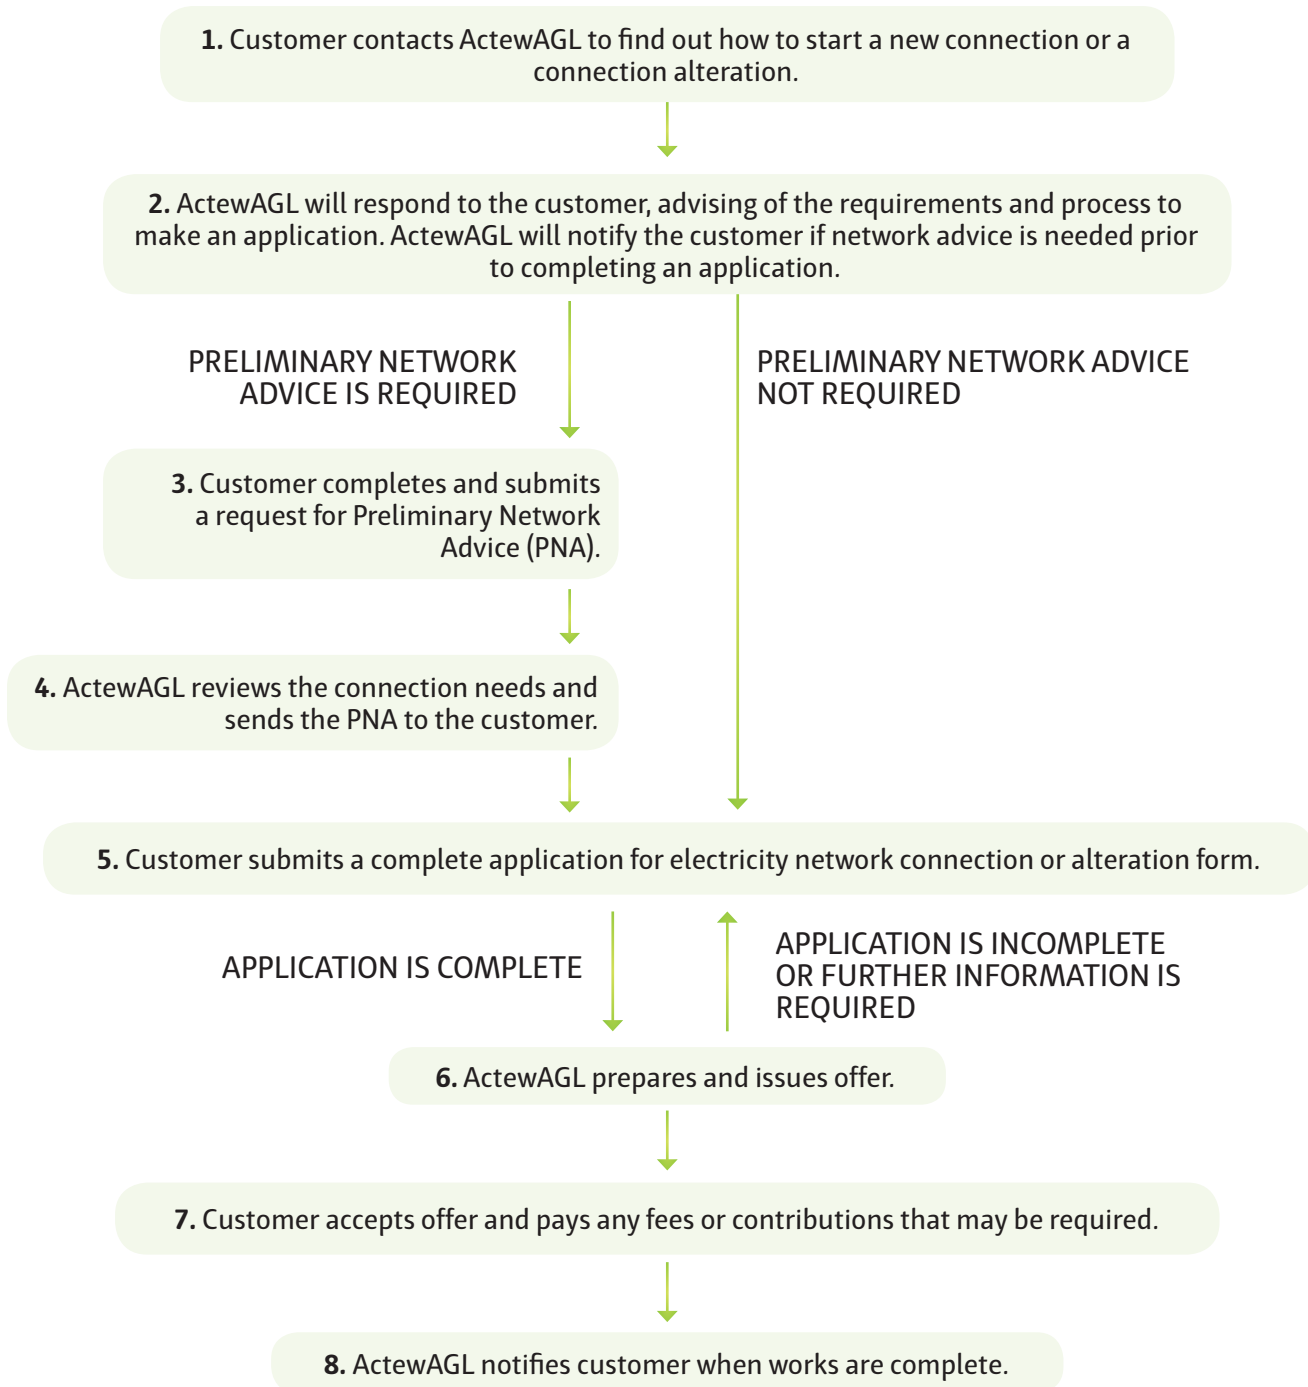 1. Customer contacts ActewAGL to find out how to start a new connection or a
connection alteration.
2. ActewAGL will respond to the customer, advising of the requirements and process to
make an application. ActewAGL will notify the customer if network advice is needed prior
to completing an application.
PRELIMINARY NETWORK
ADVICE IS REQUIRED
PRELIMINARY NETWORK ADVICE
NOT REQUIRED
3. Customer completes and submits
a request for Preliminary Network
Advice (PNA).
4. ActewAGL reviews the connection needs and
sends the PNA to the customer.
5. Customer submits a complete application for electricity network connection or alteration form.
APPLICATION IS COMPLETE
APPLICATION IS INCOMPLETE
OR FURTHER INFORMATION IS
REQUIRED
6. ActewAGL prepares and issues offer.
7. Customer accepts offer and pays any fees or contributions that may be required.
8. ActewAGL notifies customer when works are complete.